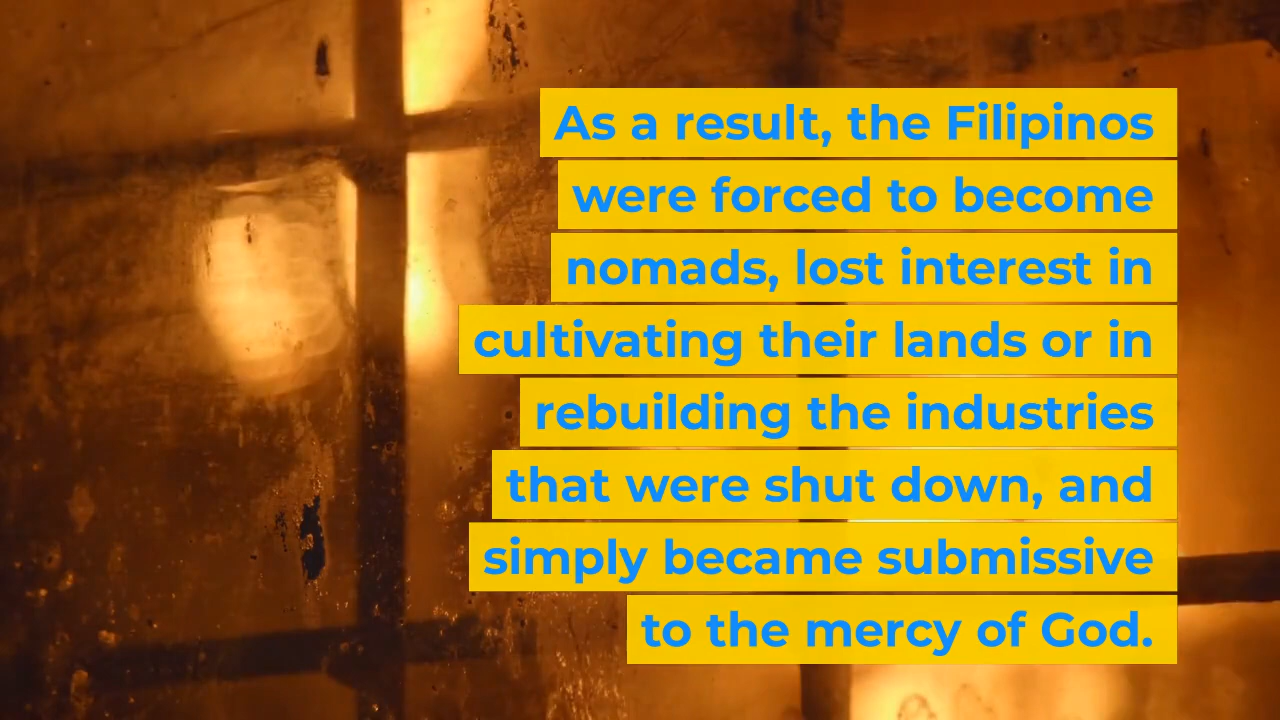 As a result, the Filipinos
were forced to become
nomads, lost interest in
cultivating their lands or in
rebuilding the industries
that were shut down, and
simply became submissive
to the mercy of God.